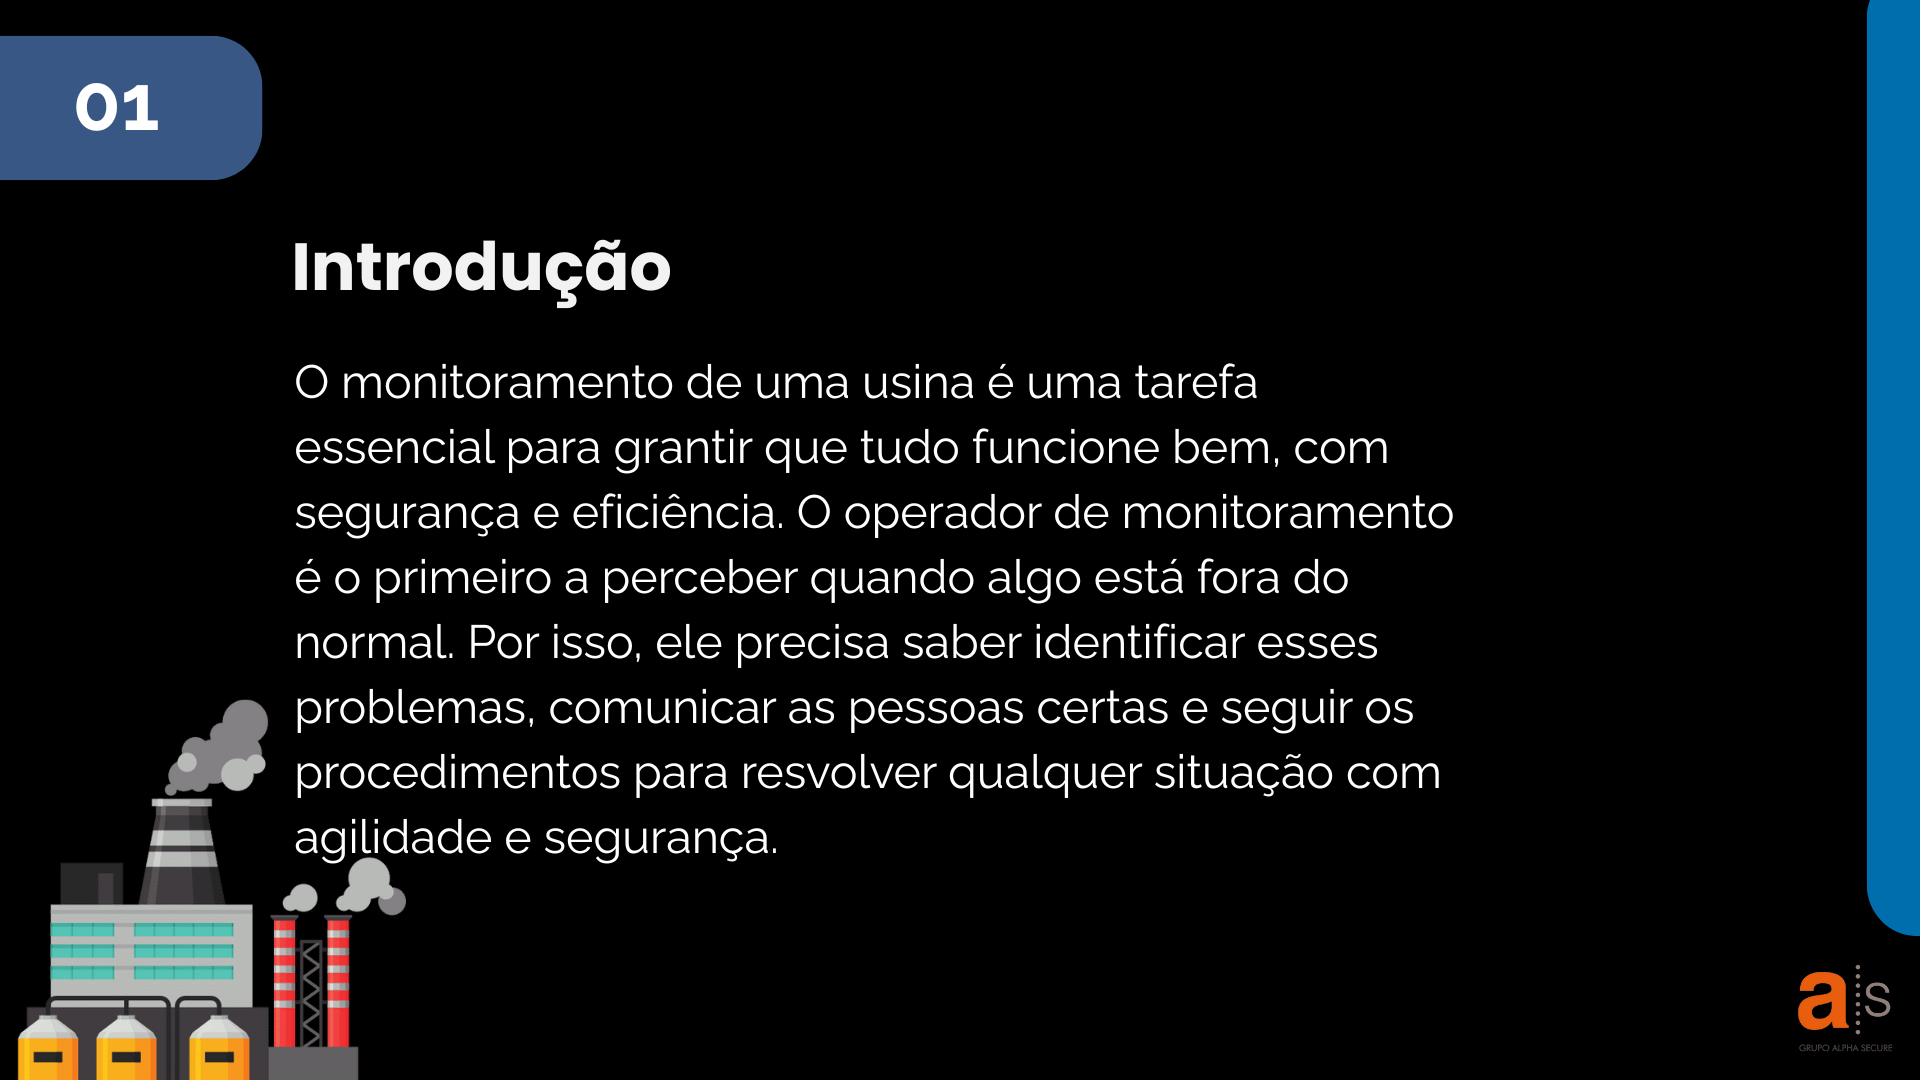 01
Introdução
O monitoramento de uma usina é uma tarefa
essencial para grantir que tudo funcione bem, com
segurança e eficiência. O operador de monitoramento
é o primeiro a perceber quando algo está fora do
normal. Por isso, ele precisa saber identificar esses
problemas, comunicar as pessoas certas e seguir os
procedimentos para resvolver qualquer situação com
agilidade e segurança.
a s
GRUPO ALPHA SECURE